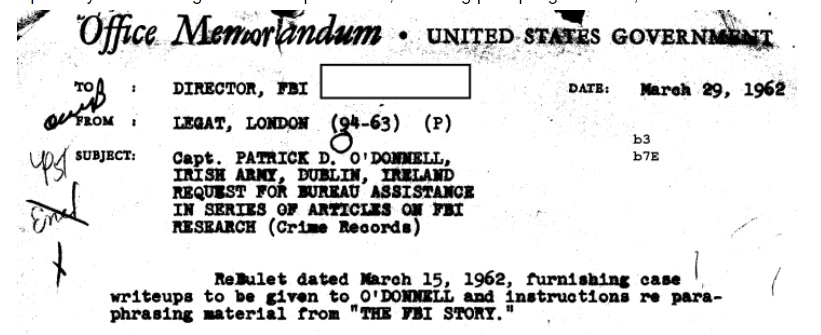 Office Memorandum • UNITED STATES GOVERNMENT
TO : DIRECTOR, FBI DATE: March 29, 1962
FROM : LEGAT, LONDON (94-63) (P)
b3
b7E
SUBJECT: Capt. PATRICK D. O'DONNELL,
IRISH ARMY, DUBLIN, IRELAND
REQUEST FOR BUREAU ASSISTANCE
IN SERIES OF ARTICLES ON FBI
RESEARCH (Crime Records)
ReBulet dated March 15, 1962, furnishing case
writeups to be given to O'DONNELL and instructions re para-
phrasing material from "THE FBI STORY."